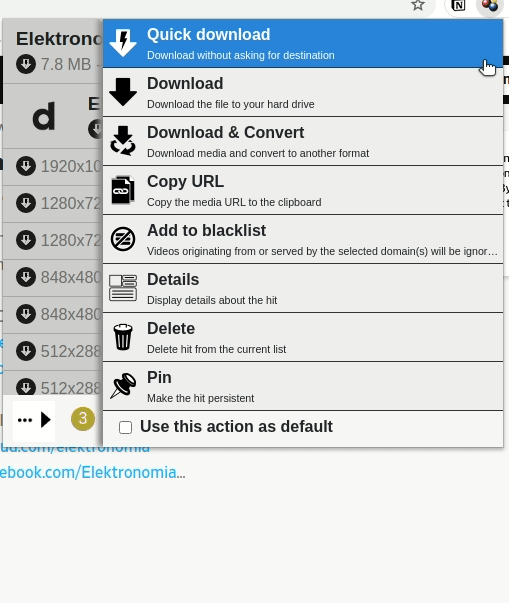 Elektrono
7.8 MB -
d
E
1920x10
1280x72
1280x72
848x480
848x480
512x288
512x288
... 3
Quick download
Download without asking for destination
Download
Download the file to your hard drive
Download & Convert
Download media and convert to another format
Copy URL
Copy the media URL to the clipboard
Add to blacklist
Videos originating from or served by the selected domain(s) will be ignor...
Details
Display details about the hit
Delete
Delete hit from the current list
Pin
Make the hit persistent
Use this action as default
ud.com/elektronomia
ebook.com/Elektronomia...